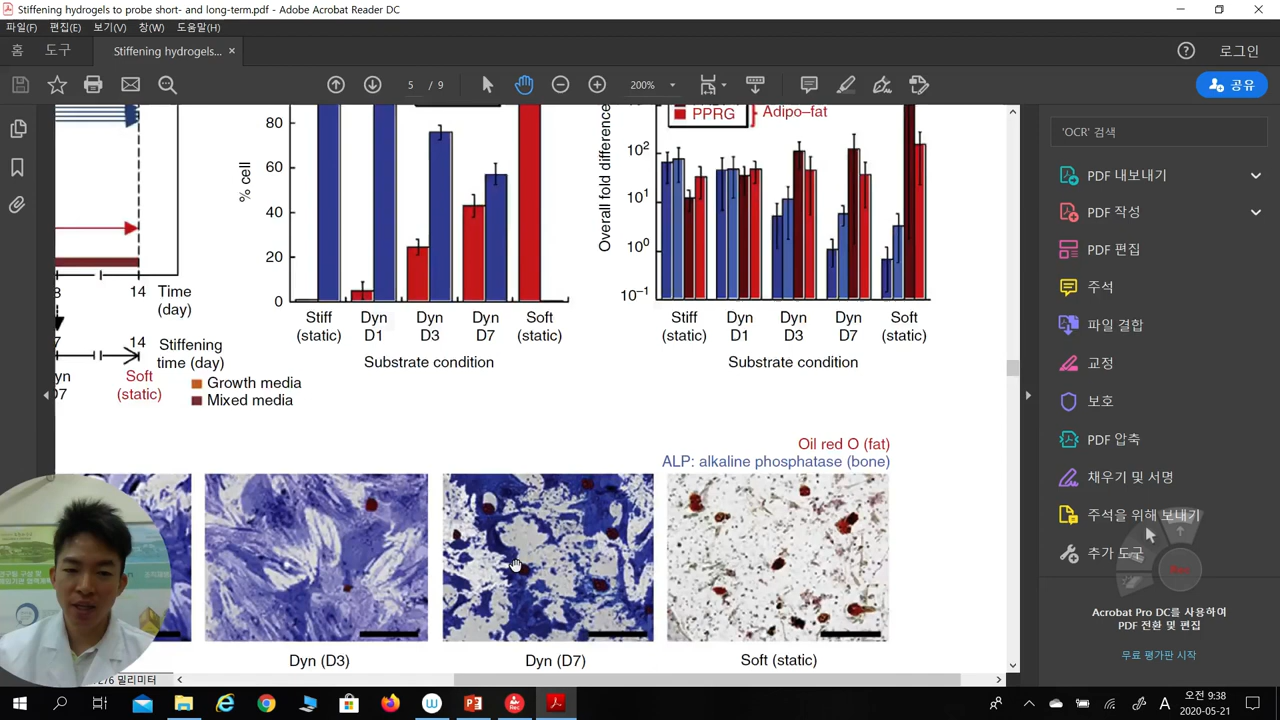 Stiffening hydrogels to probe short- and long-term.pdf - Adobe Acrobat Reader DC
파일(F) 편집(E) 보기(V) 창(W) 도움말(H)
홈 도구 Stiffening hydrogels... × 로그인
5 / 9 200% 공유
80
60
40
20
0
% cell
Stiff (static)
Dyn D1
Dyn D3
Dyn D7
Soft (static)
Substrate condition
PPRG
Adipo–fat
Overall fold difference
10²
10¹
10⁰
10⁻¹
Stiff (static)
Dyn D1
Dyn D3
Dyn D7
Soft (static)
Substrate condition
14 Time (day)
14 Stiffening time (day)
Soft (static)
Growth media
Mixed media
Oil red O (fat)
ALP: alkaline phosphatase (bone)
Dyn (D3)
Dyn (D7)
Soft (static)
276 밀리미터
'OCR' 검색
PDF 내보내기
PDF 작성
PDF 편집
주석
파일 결합
교정
보호
PDF 압축
채우기 및 서명
주석을 위해 보내기
추가 도구
Acrobat Pro DC를 사용하여
PDF 전환 및 편집
무료 평가판 시작
A
오전 9:38
2020-05-21